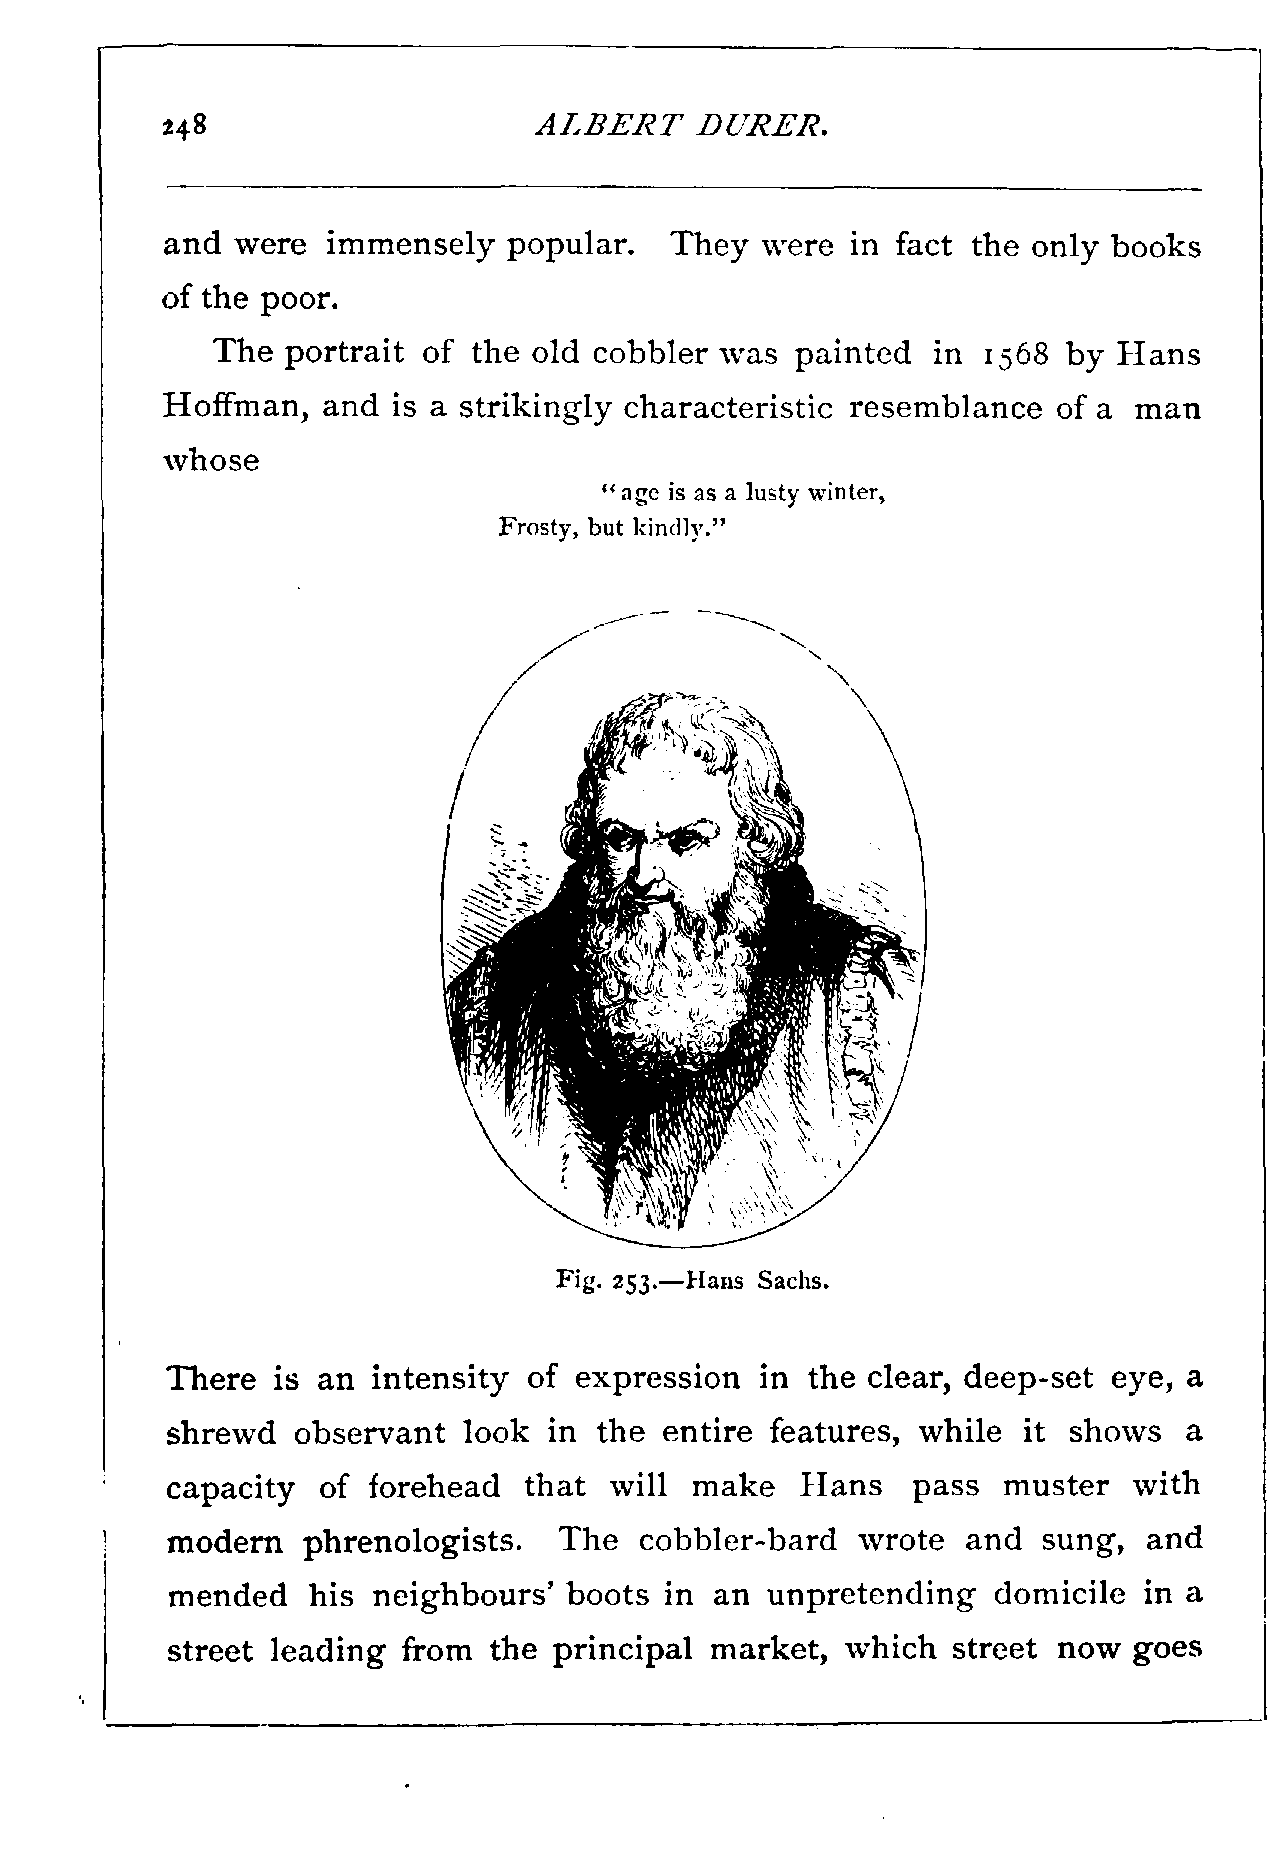 248 ALBERT DURER.
and were immensely popular. They were in fact the only books
of the poor.
The portrait of the old cobbler was painted in 1568 by Hans
Hoffman, and is a strikingly characteristic resemblance of a man
whose
"age is as a lusty winter,
Frosty, but kindly."
Fig. 253.—Hans Sachs.
There is an intensity of expression in the clear, deep-set eye, a
shrewd observant look in the entire features, while it shows a
capacity of forehead that will make Hans pass muster with
modern phrenologists. The cobbler-bard wrote and sung, and
mended his neighbours' boots in an unpretending domicile in a
street leading from the principal market, which street now goes